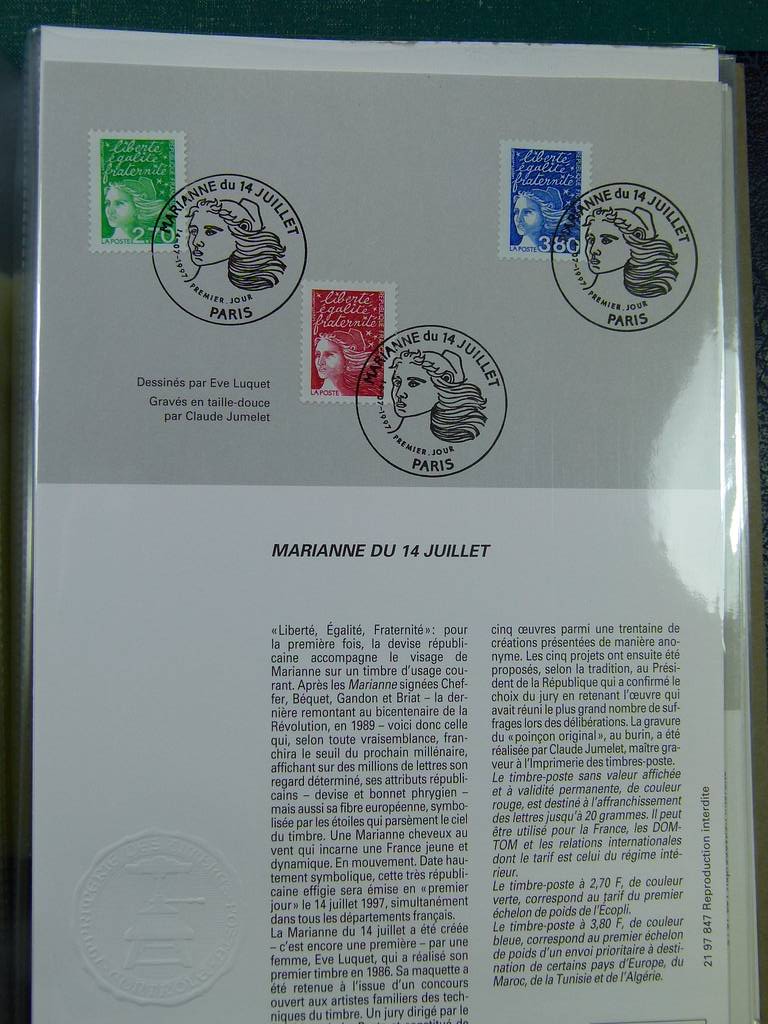 liberté
égalité
fraternité
LA POSTE 2,70
MARIANNE du 14 JUILLET
07-1997
PREMIER.JOUR
PARIS
liberté
égalité
fraternité
LA POSTE 3,80
MARIANNE du 14 JUILLET
07-1997
PREMIER.JOUR
PARIS
liberté
égalité
fraternité
LA POSTE
MARIANNE du 14 JUILLET
07-1997
PREMIER.JOUR
PARIS
Dessinés par Eve Luquet
Gravés en taille-douce
par Claude Jumelet
MARIANNE DU 14 JUILLET
«Liberté, Égalité, Fraternité»: pour
la première fois, la devise républi-
caine accompagne le visage de
Marianne sur un timbre d'usage cou-
rant. Après les Marianne signées Chef-
fer, Béquet, Gandon et Briat – la der-
nière remontant au bicentenaire de la
Révolution, en 1989 – voici donc celle
qui, selon toute vraisemblance, fran-
chira le seuil du prochain millénaire,
affichant sur des millions de lettres son
regard déterminé, ses attributs républi-
cains – devise et bonnet phrygien –
mais aussi sa fibre européenne, symbo-
lisée par les étoiles qui parsèment le ciel
du timbre. Une Marianne cheveux au
vent qui incarne une France jeune et
dynamique. En mouvement. Date hau-
tement symbolique, cette très républi-
caine effigie sera émise en «premier
jour» le 14 juillet 1997, simultanément
dans tous les départements français.
La Marianne du 14 juillet a été créée
– c'est encore une première – par une
femme, Eve Luquet, qui a réalisé son
premier timbre en 1986. Sa maquette a
été retenue à l'issue d'un concours
ouvert aux artistes familiers des tech-
niques du timbre. Un jury dirigé par le
cinq œuvres parmi une trentaine de
créations présentées de manière ano-
nyme. Les cinq projets ont ensuite été
proposés, selon la tradition, au Prési-
dent de la République qui a confirmé le
choix du jury en retenant l'œuvre qui
avait réuni le plus grand nombre de suf-
frages lors des délibérations. La gravure
du «poinçon original», au burin, a été
réalisée par Claude Jumelet, maître gra-
veur à l'Imprimerie des timbres-poste.
Le timbre-poste sans valeur affichée
et à validité permanente, de couleur
rouge, est destiné à l'affranchissement
des lettres jusqu'à 20 grammes. Il peut
être utilisé pour la France, les DOM-
TOM et les relations internationales
dont le tarif est celui du régime inté-
rieur.
Le timbre-poste à 2,70 F, de couleur
verte, correspond au tarif du premier
échelon de poids de l'Écopli.
Le timbre-poste à 3,80 F, de couleur
bleue, correspond au premier échelon
de poids d'un envoi prioritaire à desti-
nation de certains pays d'Europe, du
Maroc, de la Tunisie et de l'Algérie.
21 97 847 Reproduction interdite